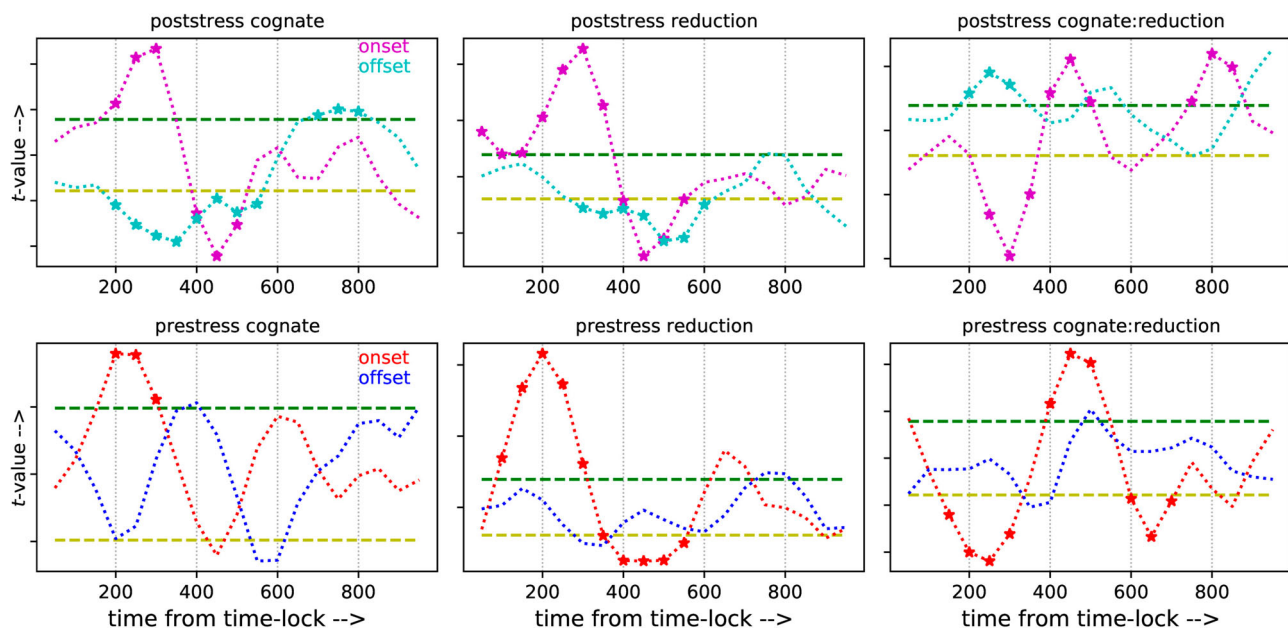 poststress cognate
poststress reduction
poststress cognate:reduction
onset
offset
t-value -->
200 400 600 800
200 400 600 800
200 400 600 800
prestress cognate
prestress reduction
prestress cognate:reduction
onset
offset
t-value -->
200 400 600 800
200 400 600 800
200 400 600 800
time from time-lock -->
time from time-lock -->
time from time-lock -->